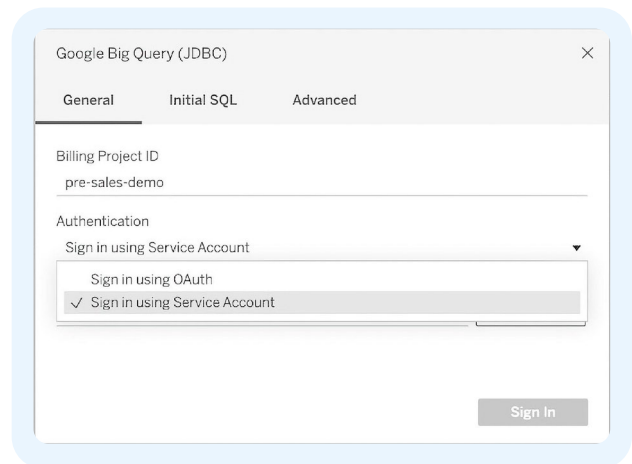 Google Big Query (JDBC)
General Initial SQL Advanced
Billing Project ID
pre-sales-demo
Authentication
Sign in using Service Account
Sign in using OAuth
Sign in using Service Account
Sign In